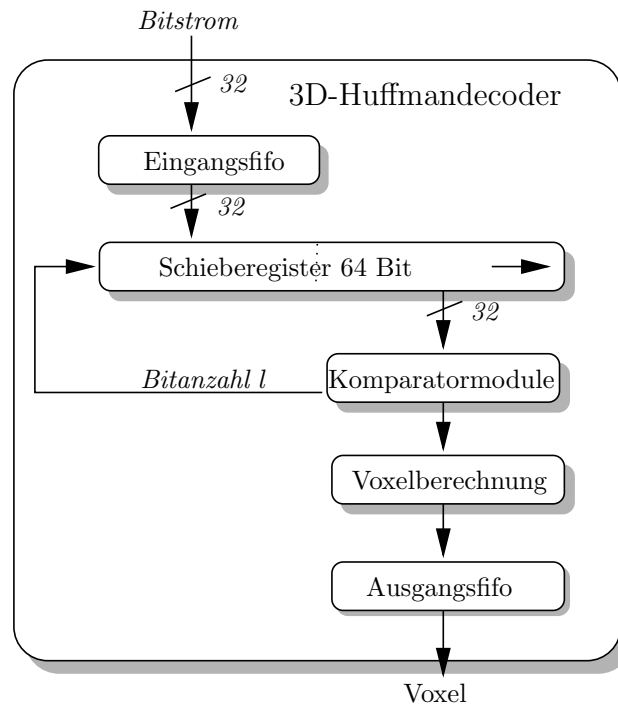 Bitstrom
32
3D-Huffmandecoder
Eingangsfifo
32
Schieberegister 64 Bit
32
Bitanzahl l
Komparatormodule
Voxelberechnung
Ausgangsfifo
Voxel